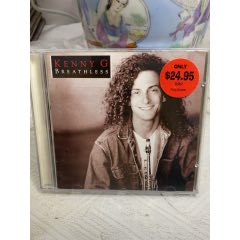 KENNY G
BREATHLESS
ONLY
$24.95